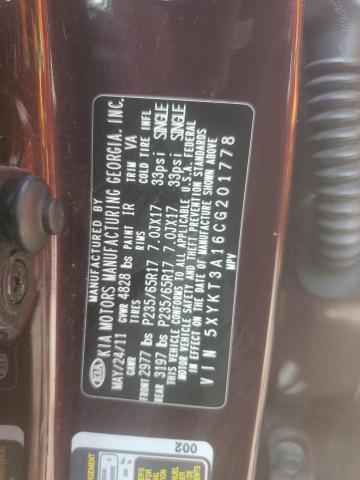 MANUFACTURED BY
KIA KIA MOTORS MANUFACTURING GEORGIA, INC.
MAY/24/11 GVWR 4828 lbs PAINT IR TRIM VA
GAWR TIRES RIMS COLD TIRE INFL
FRONT 2977 lbs P235/65R17 7.0JX17 33psi SINGLE
REAR 3197 lbs P235/65R17 7.0JX17 33psi SINGLE
THIS VEHICLE CONFORMS TO ALL APPLICABLE U.S.A. FEDERAL
MOTOR VEHICLE SAFETY AND THEFT PREVENTION STANDARDS
IN EFFECT ON THE DATE OF MANUFACTURE SHOWN ABOVE
VIN 5XYKT3A16CG201778
MPV
002